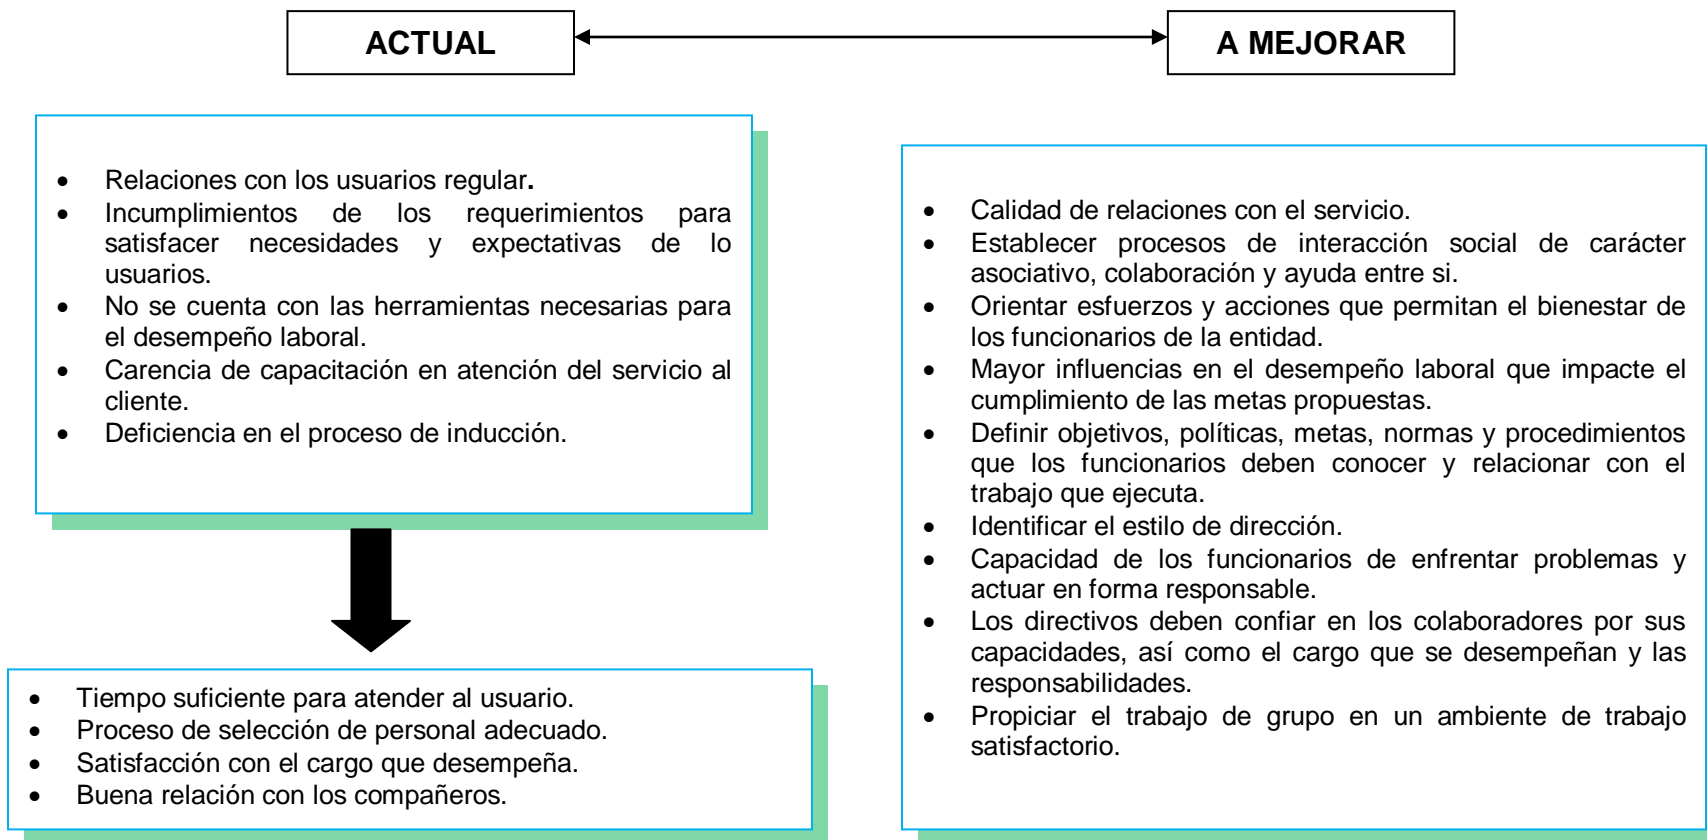 ACTUAL
A MEJORAR
• Relaciones con los usuarios regular.
• Incumplimientos de los requerimientos para
satisfacer necesidades y expectativas de lo
usuarios.
• No se cuenta con las herramientas necesarias para
el desempeño laboral.
• Carencia de capacitación en atención del servicio al
cliente.
• Deficiencia en el proceso de inducción.
• Tiempo suficiente para atender al usuario.
• Proceso de selección de personal adecuado.
• Satisfacción con el cargo que desempeña.
• Buena relación con los compañeros.
• Calidad de relaciones con el servicio.
• Establecer procesos de interacción social de carácter
asociativo, colaboración y ayuda entre si.
• Orientar esfuerzos y acciones que permitan el bienestar de
los funcionarios de la entidad.
• Mayor influencias en el desempeño laboral que impacte el
cumplimiento de las metas propuestas.
• Definir objetivos, políticas, metas, normas y procedimientos
que los funcionarios deben conocer y relacionar con el
trabajo que ejecuta.
• Identificar el estilo de dirección.
• Capacidad de los funcionarios de enfrentar problemas y
actuar en forma responsable.
• Los directivos deben confiar en los colaboradores por sus
capacidades, así como el cargo que se desempeñan y las
responsabilidades.
• Propiciar el trabajo de grupo en un ambiente de trabajo
satisfactorio.